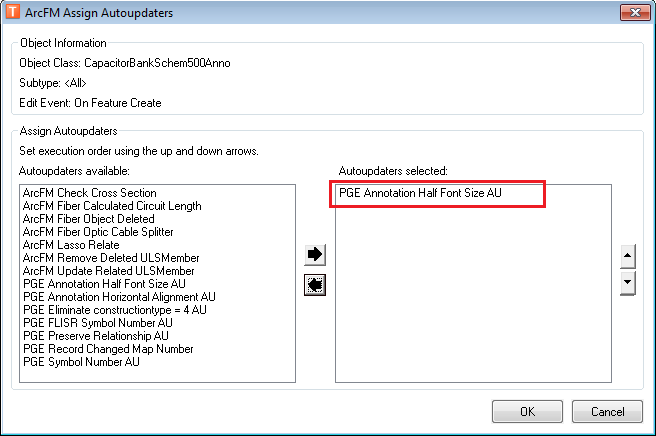 T ArcFM Assign Autoupdaters
Object Information
Object Class: CapacitorBankSchem500Anno
Subtype: <All>
Edit Event: On Feature Create
Assign Autoupdaters
Set execution order using the up and down arrows.
Autoupdaters available:
ArcFM Check Cross Section
ArcFM Fiber Calculated Circuit Length
ArcFM Fiber Object Deleted
ArcFM Fiber Optic Cable Splitter
ArcFM Lasso Relate
ArcFM Remove Deleted ULSMember
ArcFM Update Related ULSMember
PGE Annotation Half Font Size AU
PGE Annotation Horizontal Alignment AU
PGE Eliminate constructiontype = 4 AU
PGE FLISR Symbol Number AU
PGE Preserve Relationship AU
PGE Record Changed Map Number
PGE Symbol Number AU
Autoupdaters selected:
PGE Annotation Half Font Size AU
OK
Cancel